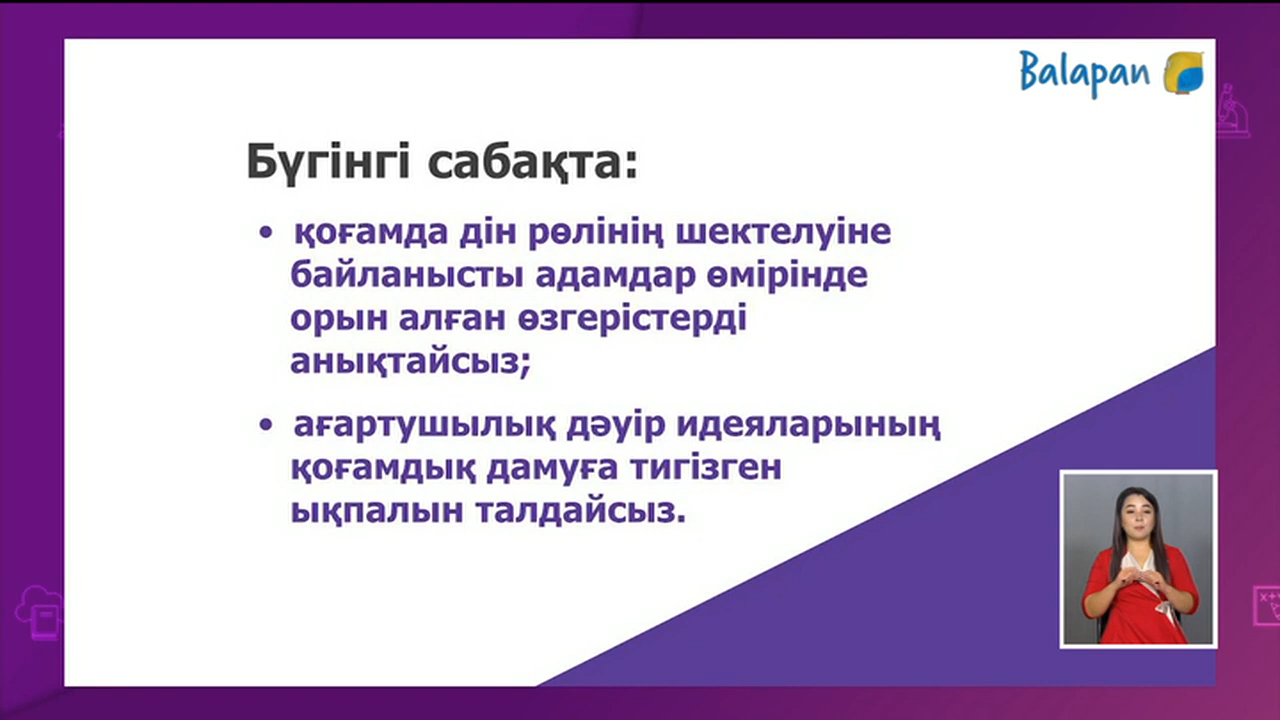 Balapan
Бүгінгі сабақта:
• қоғамда дін рөлінің шектелуіне
байланысты адамдар өмірінде
орын алған өзгерістерді
анықтайсыз;
• ағартушылық дәуір идеяларының
қоғамдық дамуға тигізген
ықпалын талдайсыз.